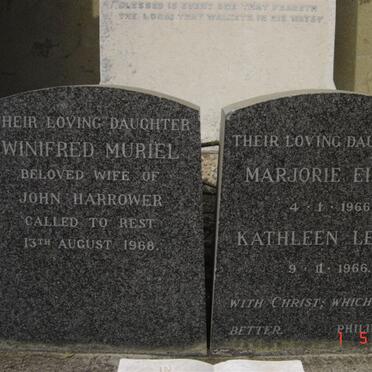 BLESSED IS EVERY ONE THAT FEARETH
THE LORD; THAT WALKETH IN HIS WAYS
THEIR LOVING DAUGHTER
WINIFRED MURIEL
BELOVED WIFE OF
JOHN HARROWER
CALLED TO REST
13TH AUGUST 1968.
THEIR LOVING
MARJORIE
4·1·1966
KATHLEEN
9·11·1966.
WITH CHRIST; WHICH
BETTER.
1 5